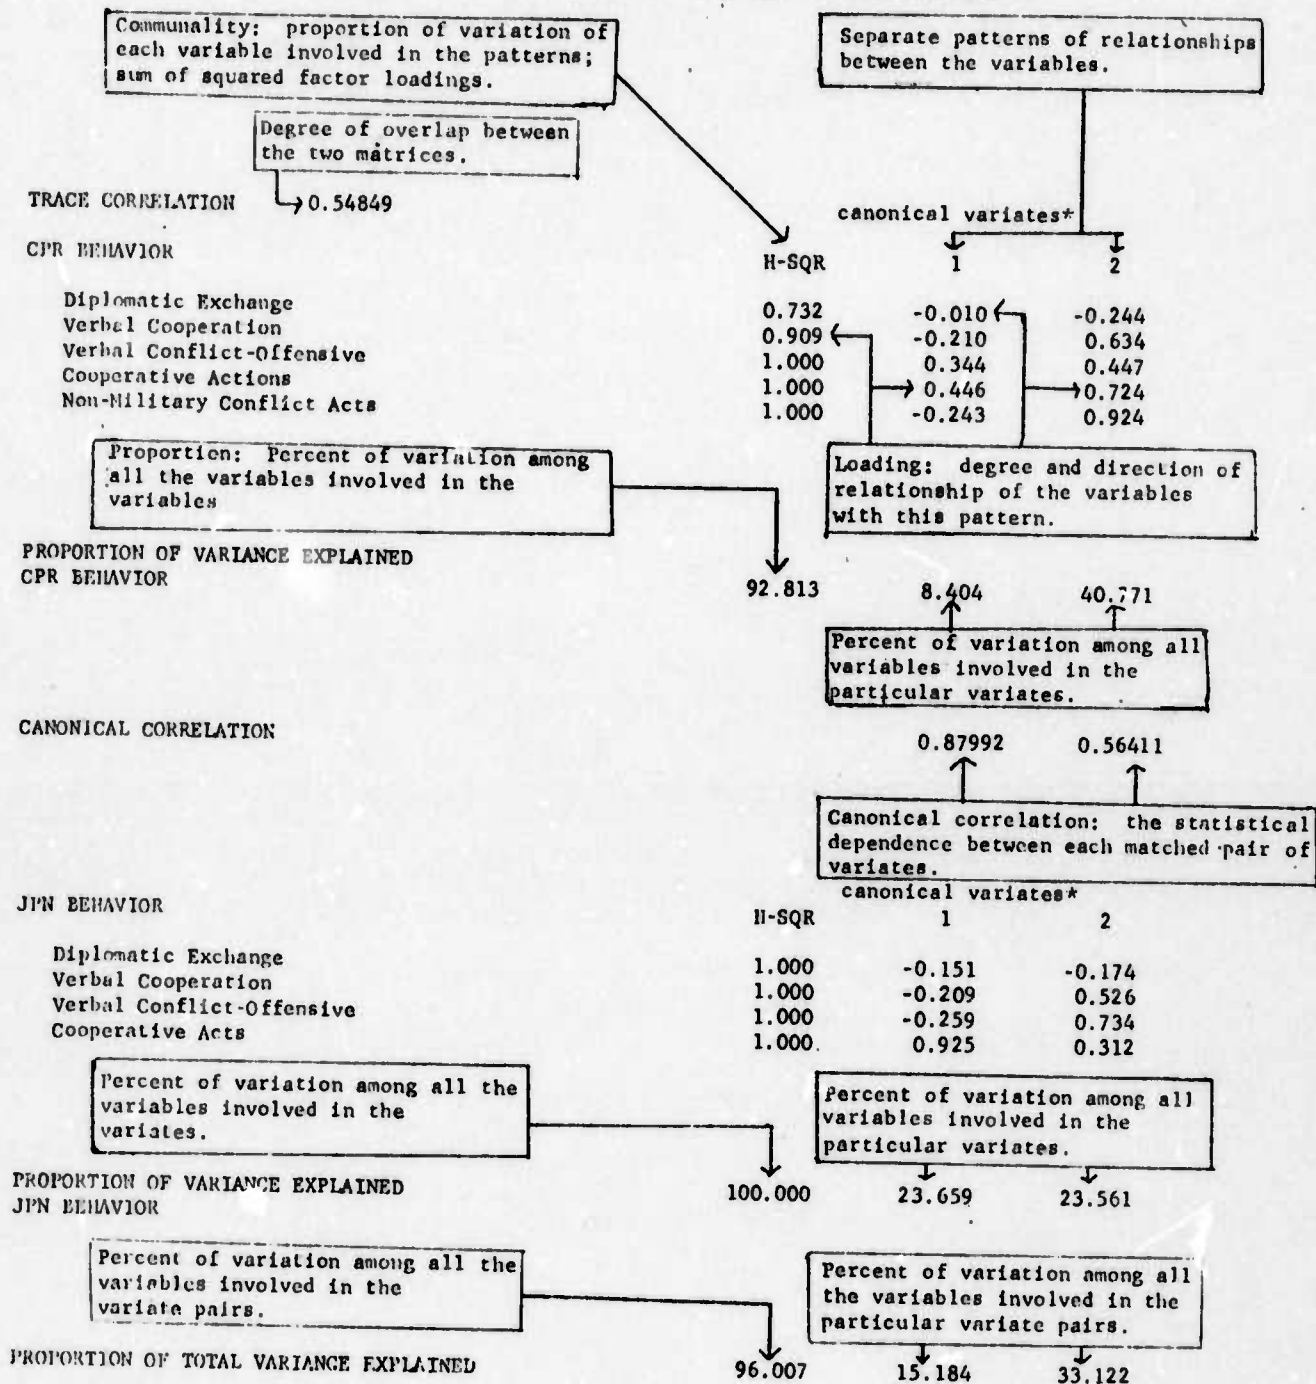 Communality: proportion of variation of
each variable involved in the patterns;
sum of squared factor loadings.
Separate patterns of relationships
between the variables.
Degree of overlap between
the two matrices.
TRACE CORRELATION 0.54849
canonical variates*
CPR BEHAVIOR
H-SQR 1 2
Diplomatic Exchange 0.732 -0.010 -0.244
Verbal Cooperation 0.909 -0.210 0.634
Verbal Conflict-Offensive 1.000 0.344 0.447
Cooperative Actions 1.000 0.446 0.724
Non-Military Conflict Acts 1.000 -0.243 0.924
Proportion: Percent of variation among
all the variables involved in the
variables
Loading: degree and direction of
relationship of the variables
with this pattern.
PROPORTION OF VARIANCE EXPLAINED
CPR BEHAVIOR 92.813 8.404 40.771
Percent of variation among all
variables involved in the
particular variates.
CANONICAL CORRELATION 0.87992 0.56411
Canonical correlation: the statistical
dependence between each matched pair of
variates.
canonical variates*
JPN BEHAVIOR
H-SQR 1 2
Diplomatic Exchange 1.000 -0.151 -0.174
Verbal Cooperation 1.000 -0.209 0.526
Verbal Conflict-Offensive 1.000 -0.259 0.734
Cooperative Acts 1.000 0.925 0.312
Percent of variation among all the
variables involved in the
variates.
Percent of variation among all
variables involved in the
particular variates.
PROPORTION OF VARIANCE EXPLAINED
JPN BEHAVIOR 100.000 23.659 23.561
Percent of variation among all the
variables involved in the
variate pairs.
Percent of variation among all
the variables involved in the
particular variate pairs.
PROPORTION OF TOTAL VARIANCE EXPLAINED 96.007 15.184 33.122